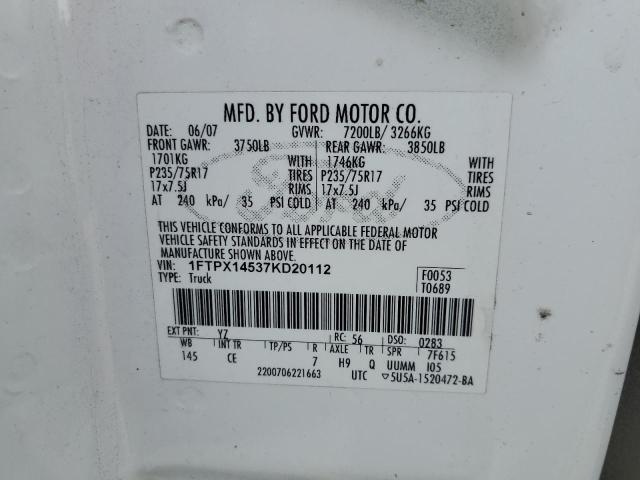 MFD. BY FORD MOTOR CO.
DATE: 06/07 GVWR: 7200LB/ 3266KG
FRONT GAWR: 3750LB REAR GAWR: 3850LB
1701KG WITH 1746KG WITH
P235/75R17 TIRES P235/75R17 TIRES
17x7.5J RIMS 17x7.5J RIMS
AT 240 kPa/ 35 PSI COLD AT 240 kPa/ 35 PSI COLD
Ford
THIS VEHICLE CONFORMS TO ALL APPLICABLE FEDERAL MOTOR
VEHICLE SAFETY STANDARDS IN EFFECT ON THE DATE OF
MANUFACTURE SHOWN ABOVE.
VIN: 1FTPX14537KD20112 F0053
TYPE: Truck T0689
EXT PNT: YZ RC: 56 DSO: 0283
WB INT TR TP/PS R AXLE TR SPR 7F615
145 CE 7 H9 Q UUMM I05
2200706221663 UTC ▽5U5A-1520472-BA